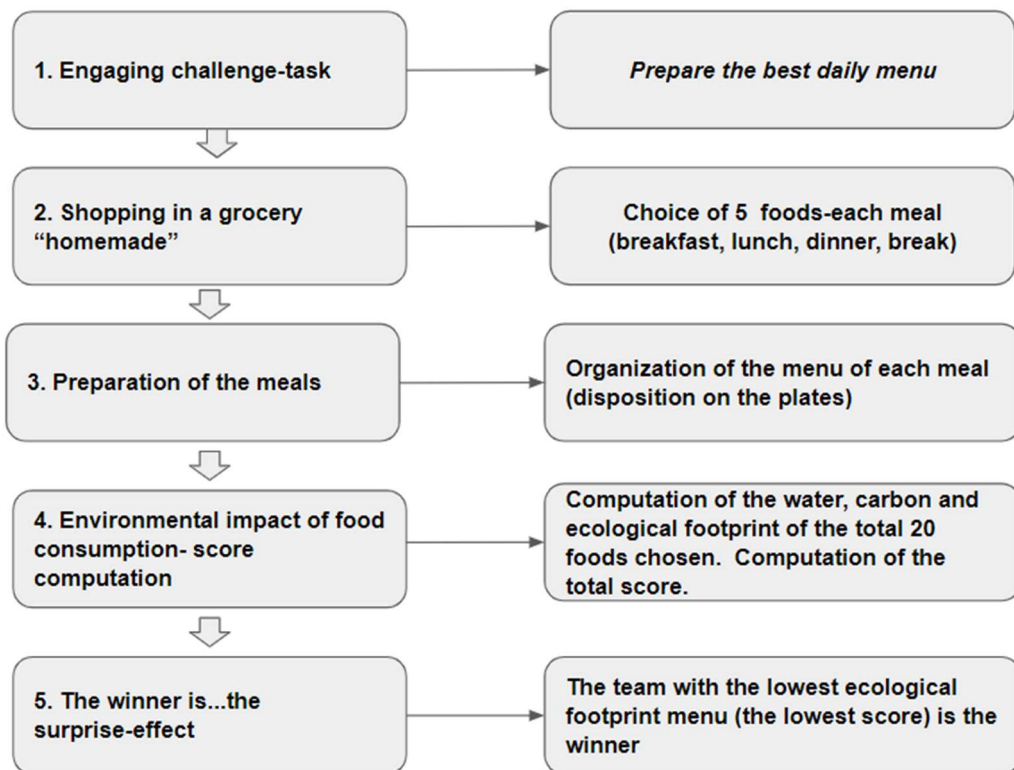 1. Engaging challenge-task
Prepare the best daily menu
2. Shopping in a grocery
“homemade”
Choice of 5 foods-each meal
(breakfast, lunch, dinner, break)
3. Preparation of the meals
Organization of the menu of each meal
(disposition on the plates)
4. Environmental impact of food
consumption- score
computation
Computation of the water, carbon and
ecological footprint of the total 20
foods chosen. Computation of the
total score.
5. The winner is...the
surprise-effect
The team with the lowest ecological
footprint menu (the lowest score) is the
winner